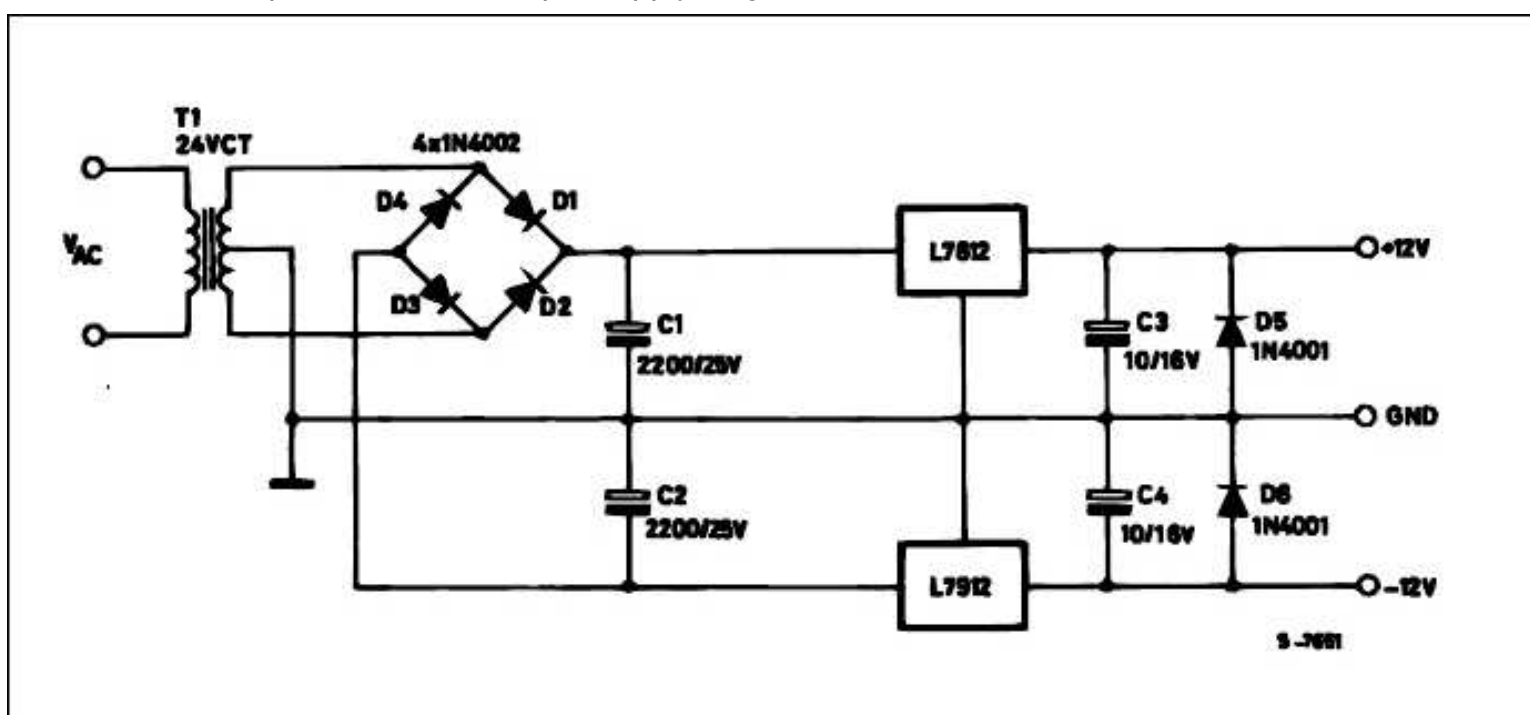 T1
24VCT
4x1N4002
D4
D1
VAC
D3
D2
L7812
+12V
C1
2200/25V
C3
10/16V
D5
1N4001
GND
C2
2200/25V
C4
10/16V
D6
1N4001
L7912
-12V